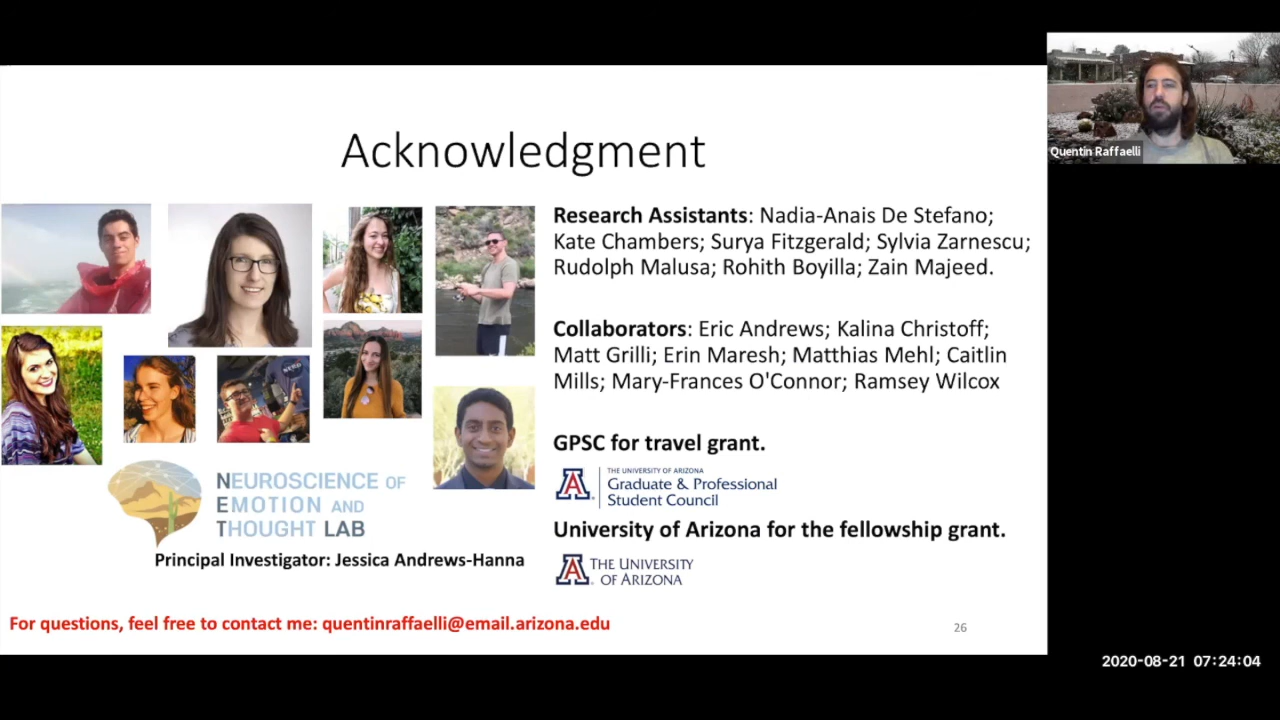 Acknowledgment
Research Assistants: Nadia-Anais De Stefano;
Kate Chambers; Surya Fitzgerald; Sylvia Zarnescu;
Rudolph Malusa; Rohith Boyilla; Zain Majeed.
Collaborators: Eric Andrews; Kalina Christoff;
Matt Grilli; Erin Maresh; Matthias Mehl; Caitlin
Mills; Mary-Frances O'Connor; Ramsey Wilcox
GPSC for travel grant.
THE UNIVERSITY OF ARIZONA
Graduate & Professional
Student Council
University of Arizona for the fellowship grant.
THE UNIVERSITY
OF ARIZONA
NEUROSCIENCE OF
EMOTION AND
THOUGHT LAB
Principal Investigator: Jessica Andrews-Hanna
For questions, feel free to contact me: quentinraffaelli@email.arizona.edu
26
Quentin Raffaelli
2020-08-21 07:24:04